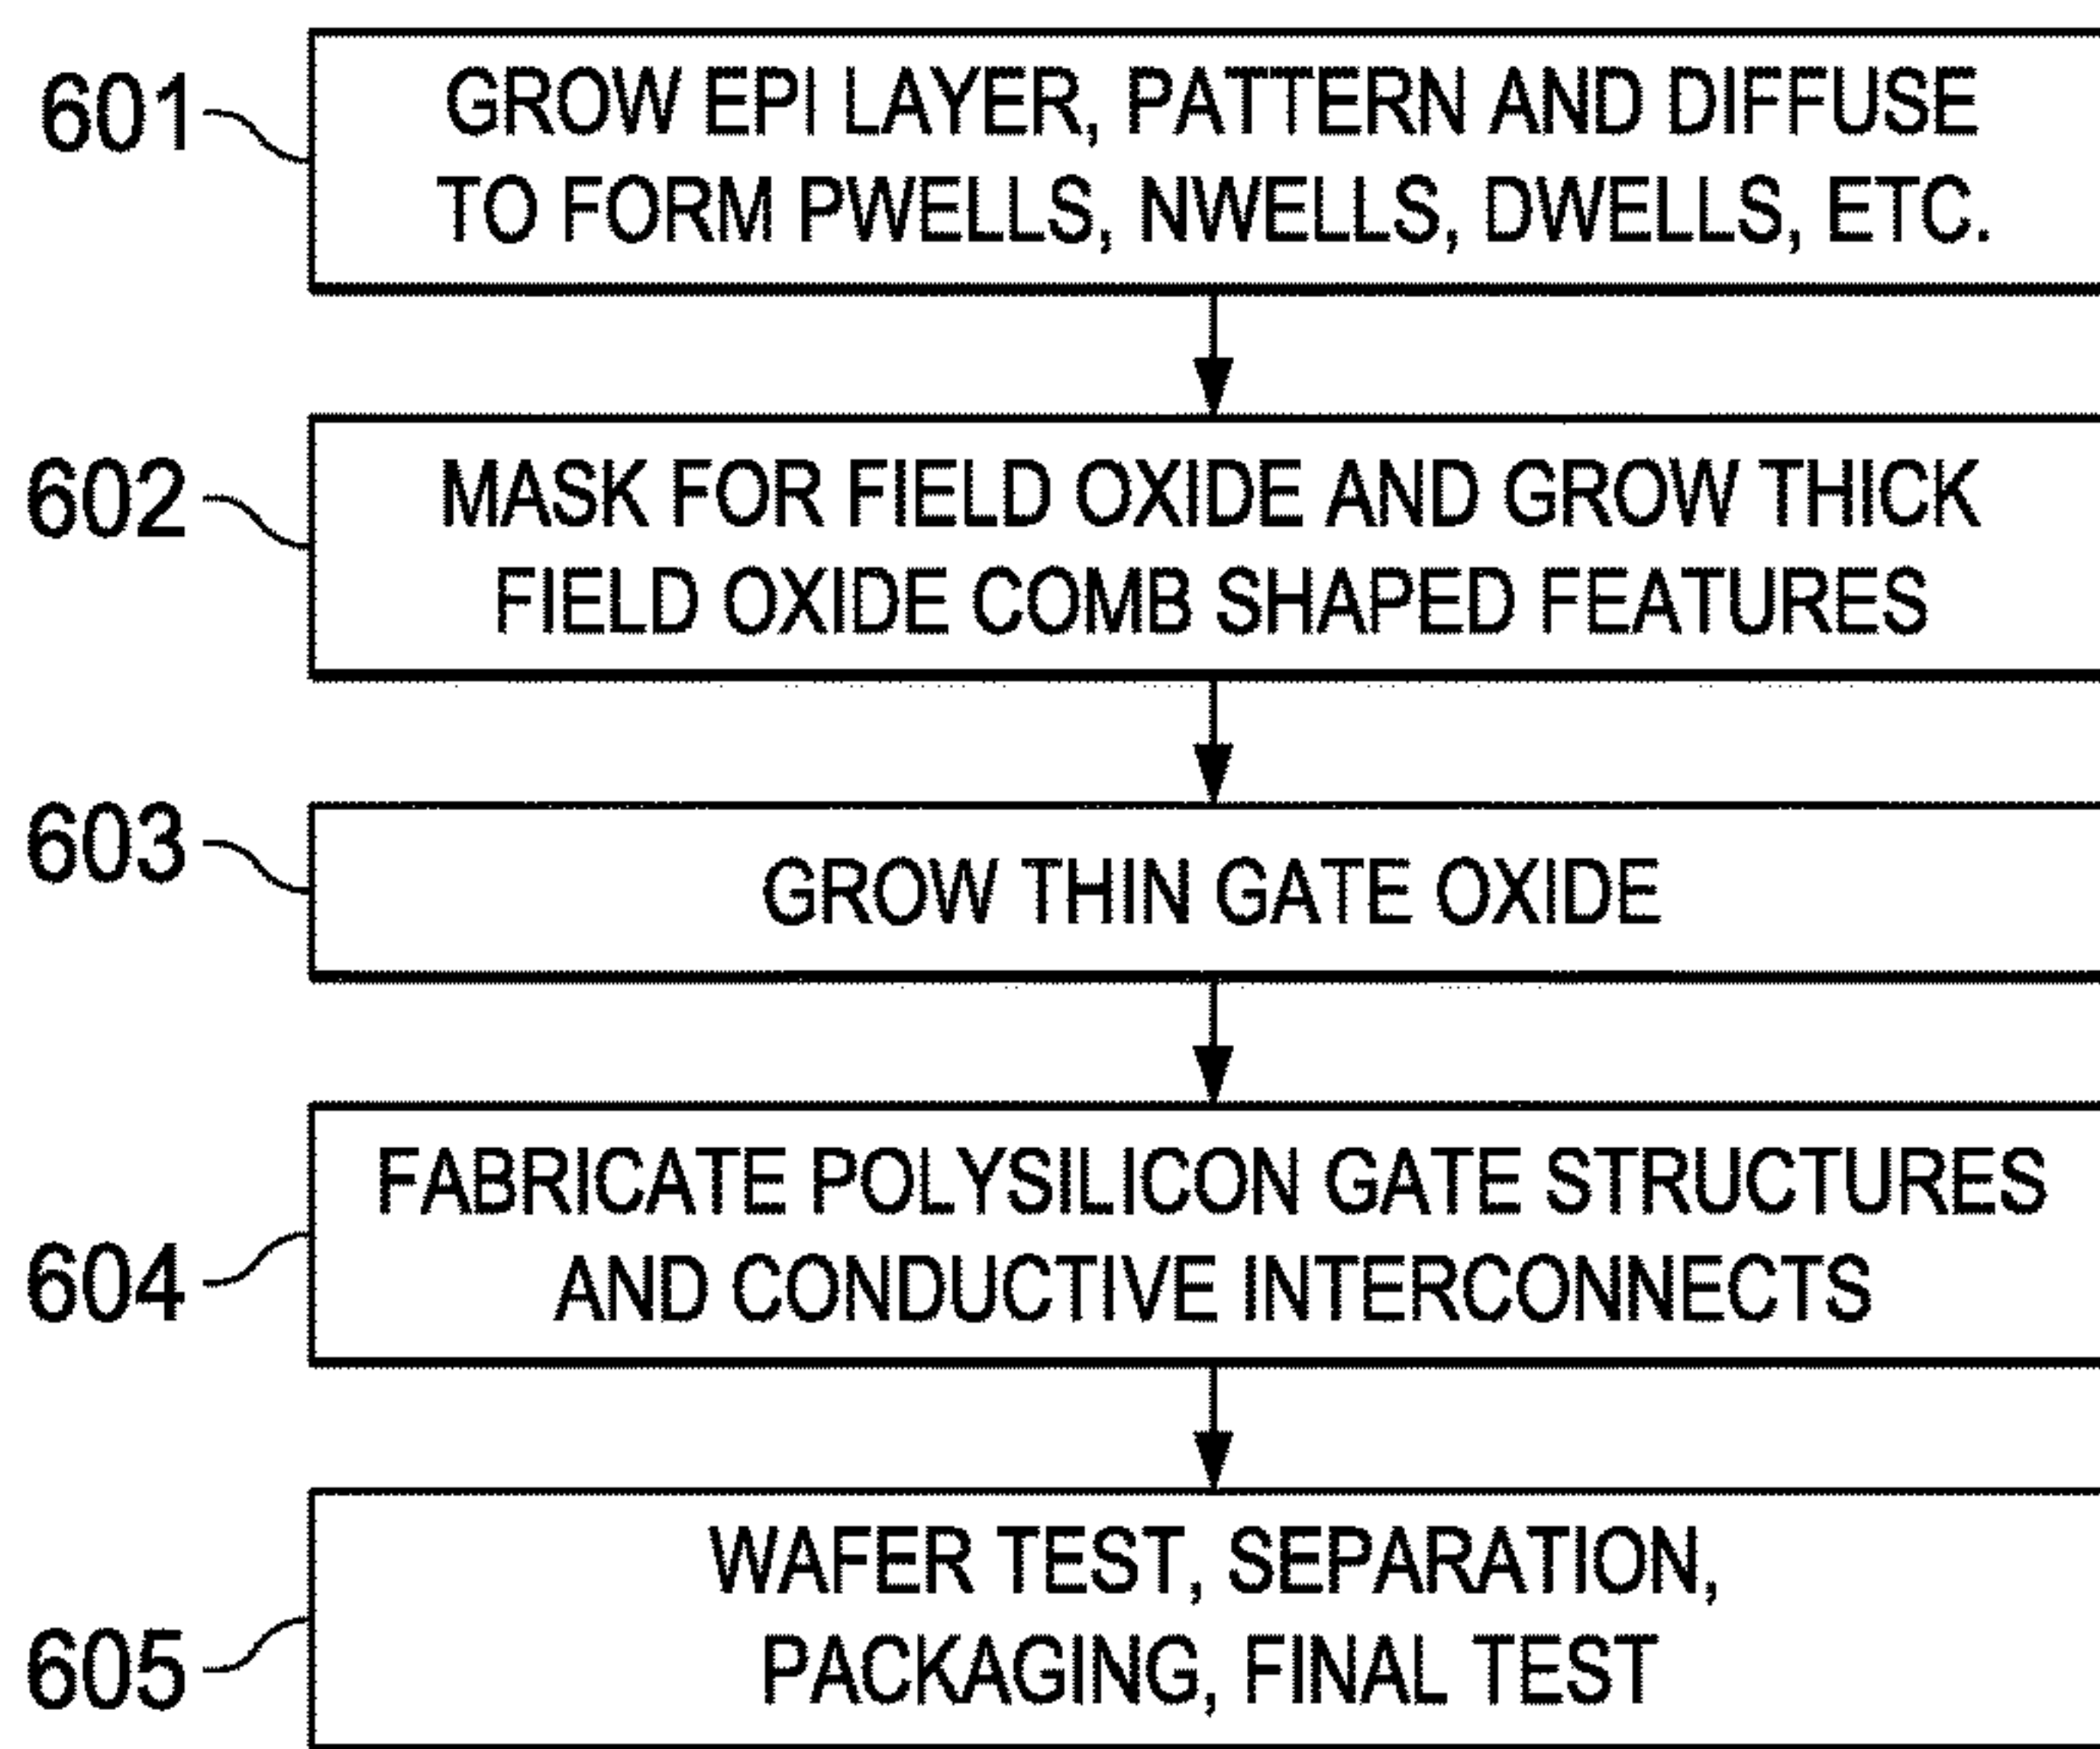 601
GROW EPI LAYER, PATTERN AND DIFFUSE
TO FORM PWELLS, NWELLS, DWELLS, ETC.
602
MASK FOR FIELD OXIDE AND GROW THICK
FIELD OXIDE COMB SHAPED FEATURES
603
GROW THIN GATE OXIDE
604
FABRICATE POLYSILICON GATE STRUCTURES
AND CONDUCTIVE INTERCONNECTS
605
WAFER TEST, SEPARATION,
PACKAGING, FINAL TEST